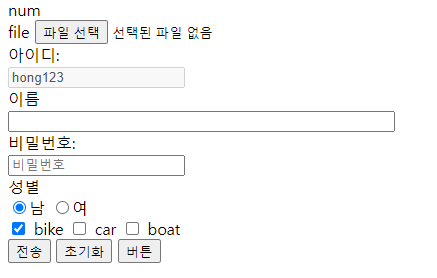 num
file 파일 선택 선택된 파일 없음
아이디:
hong123
이름
비밀번호:
비밀번호
성별
남 여
bike car boat
전송 초기화 버튼